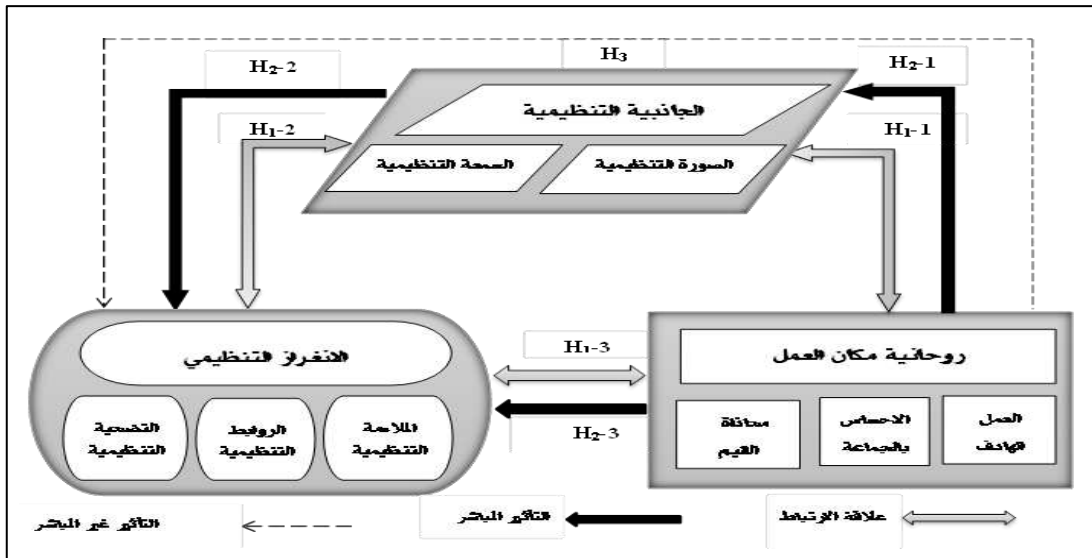 H3
H2-2
H2-1
الجاذبية التنظيمية
H1-2
H1-1
الصورة التنظيمية
السمعة التنظيمية
الانغراز التنظيمي
H1-3
روحانية مكان العمل
H2-3
الملائمة
التنظيمية
الروابط
التنظيمية
التضحية
التنظيمية
العمل
الهادف
الاحساس
بالجماعة
محاذاة
القيم
علاقة الارتباط
التأثير المباشر
التأثير غير المباشر